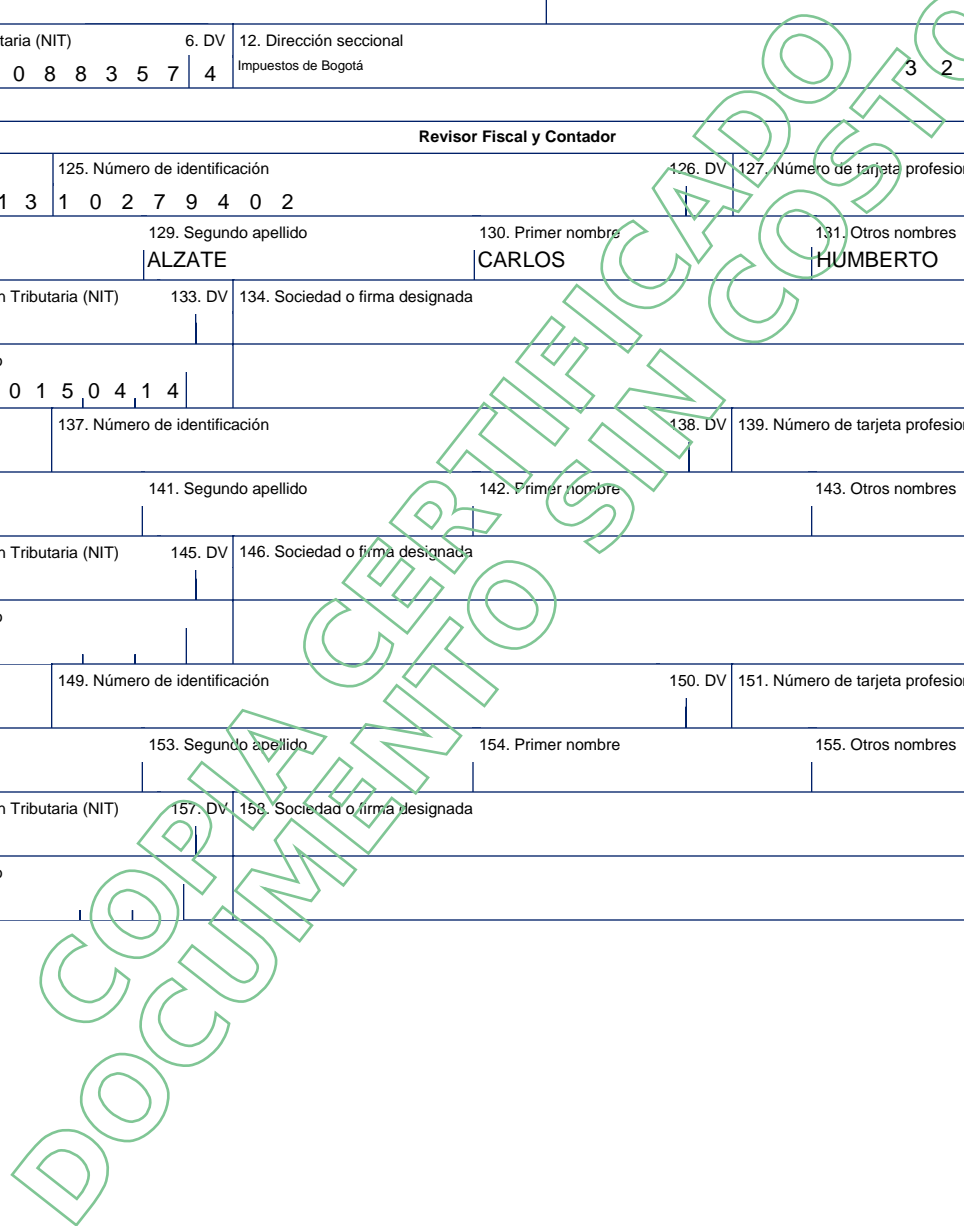 taria (NIT) 6. DV 12. Dirección seccional
0 8 8 3 5 7 4 Impuestos de Bogotá 3 2
Revisor Fiscal y Contador
125. Número de identificación 126. DV 127. Número de tarjeta profesion
1 3 1 0 2 7 9 4 0 2
129. Segundo apellido 130. Primer nombre 131. Otros nombres
ALZATE CARLOS HUMBERTO
n Tributaria (NIT) 133. DV 134. Sociedad o firma designada
o
0 1 5 0 4 1 4
137. Número de identificación 138. DV 139. Número de tarjeta profesion
141. Segundo apellido 142. Primer nombre 143. Otros nombres
n Tributaria (NIT) 145. DV 146. Sociedad o firma designada
o
149. Número de identificación 150. DV 151. Número de tarjeta profesion
153. Segundo apellido 154. Primer nombre 155. Otros nombres
n Tributaria (NIT) 157. DV 158. Sociedad o firma designada
o
COPIA CERTIFICADO
DOCUMENTO SIN COSTO